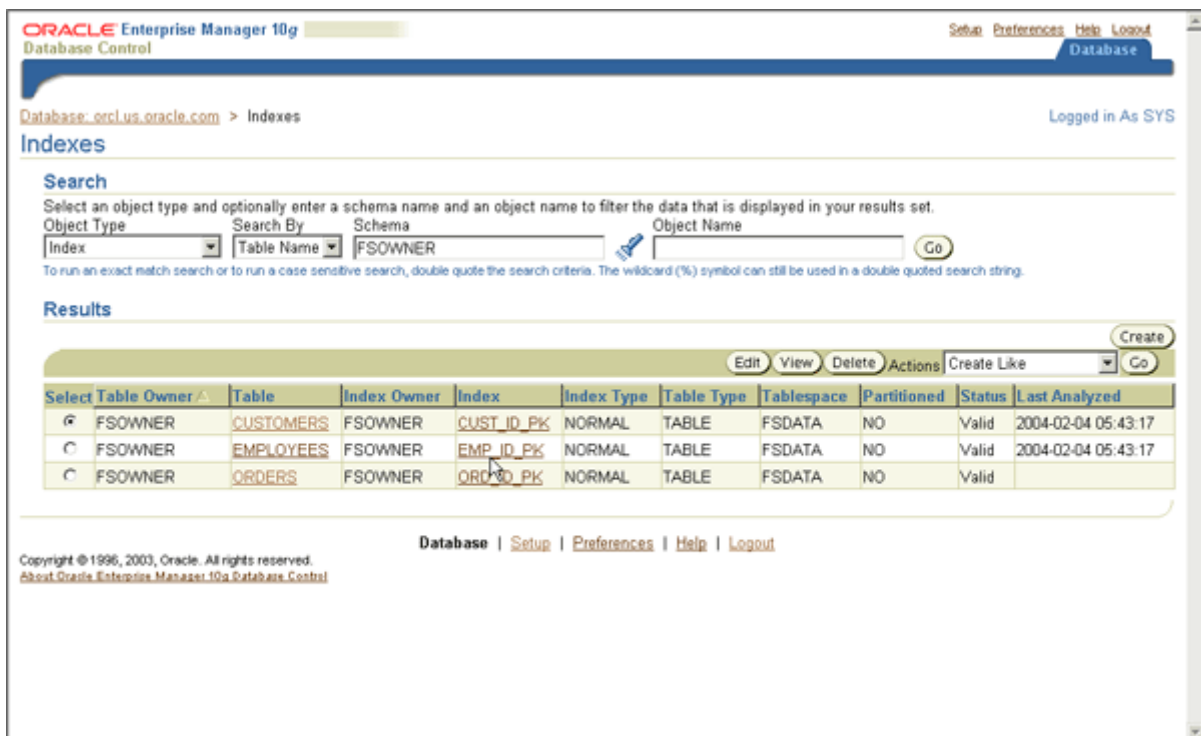 ORACLE Enterprise Manager 10g
Database Control
Setup Preferences Help Logout
Database
Database: orcl.us.oracle.com > Indexes
Logged in As SYS
Indexes
Search
Select an object type and optionally enter a schema name and an object name to filter the data that is displayed in your results set.
Object Type Search By Schema Object Name
Index Table Name FSOWNER Go
To run an exact match search or to run a case sensitive search, double quote the search criteria. The wildcard (%) symbol can still be used in a double quoted search string.
Results
Create
Edit View Delete Actions Create Like Go
Select Table Owner Table Index Owner Index Index Type Table Type Tablespace Partitioned Status Last Analyzed
FSOWNER CUSTOMERS FSOWNER CUST_ID_PK NORMAL TABLE FSDATA NO Valid 2004-02-04 05:43:17
FSOWNER EMPLOYEES FSOWNER EMP_ID_PK NORMAL TABLE FSDATA NO Valid 2004-02-04 05:43:17
FSOWNER ORDERS FSOWNER ORD_ID_PK NORMAL TABLE FSDATA NO Valid
Database | Setup | Preferences | Help | Logout
Copyright © 1996, 2003, Oracle. All rights reserved.
About Oracle Enterprise Manager 10g Database Control